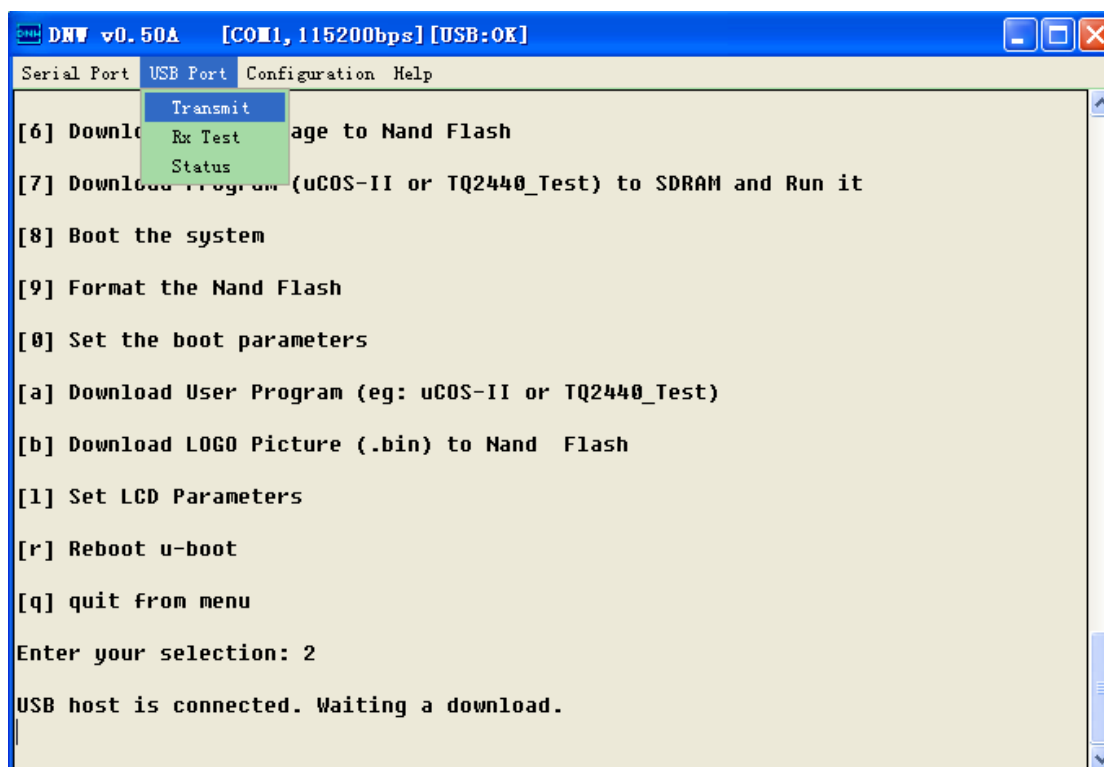 DNW v0.50A [COM1,115200bps][USB:OK]
Serial Port USB Port Configuration Help
Transmit
Rx Test
Status
[6] age to Nand Flash
[7] (uCOS-II or TQ2440_Test) to SDRAM and Run it
[8] Boot the system
[9] Format the Nand Flash
[0] Set the boot parameters
[a] Download User Program (eg: uCOS-II or TQ2440_Test)
[b] Download LOGO Picture (.bin) to Nand  Flash
[l] Set LCD Parameters
[r] Reboot u-boot
[q] quit from menu
Enter your selection: 2
USB host is connected. Waiting a download.